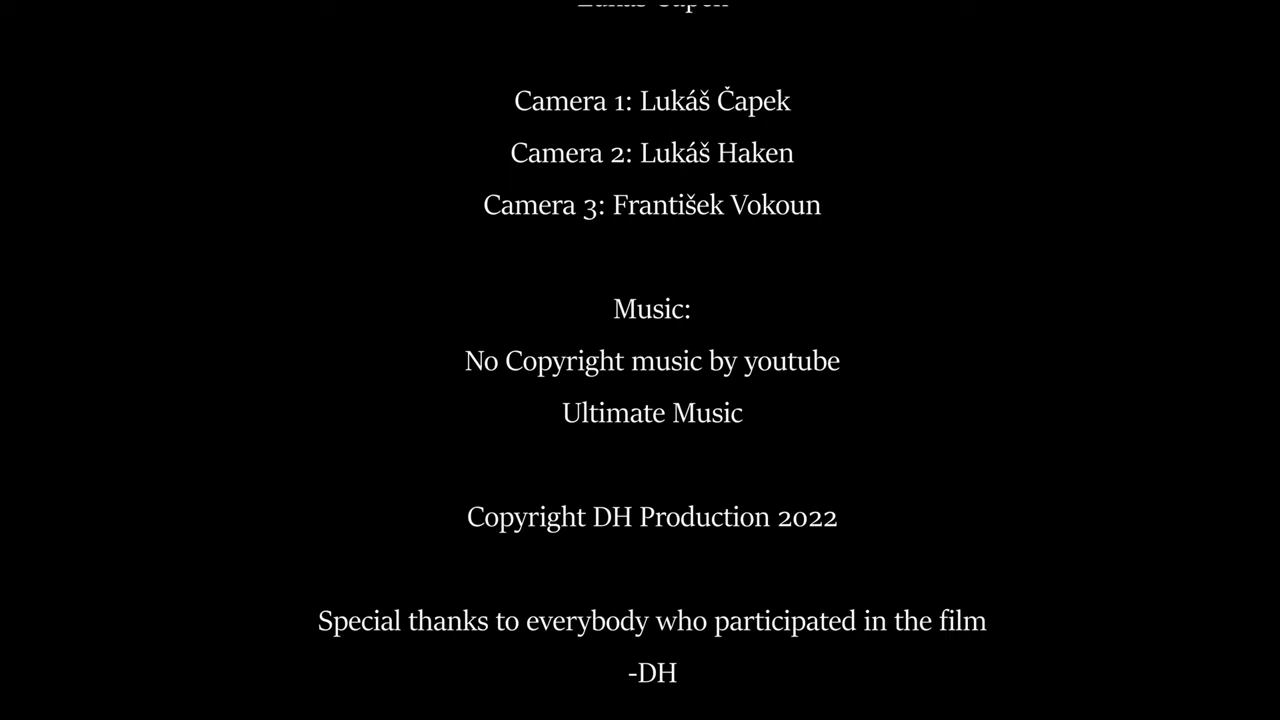 Camera 1: Lukáš Čapek
Camera 2: Lukáš Haken
Camera 3: František Vokoun
Music:
No Copyright music by youtube
Ultimate Music
Copyright DH Production 2022
Special thanks to everybody who participated in the film
-DH